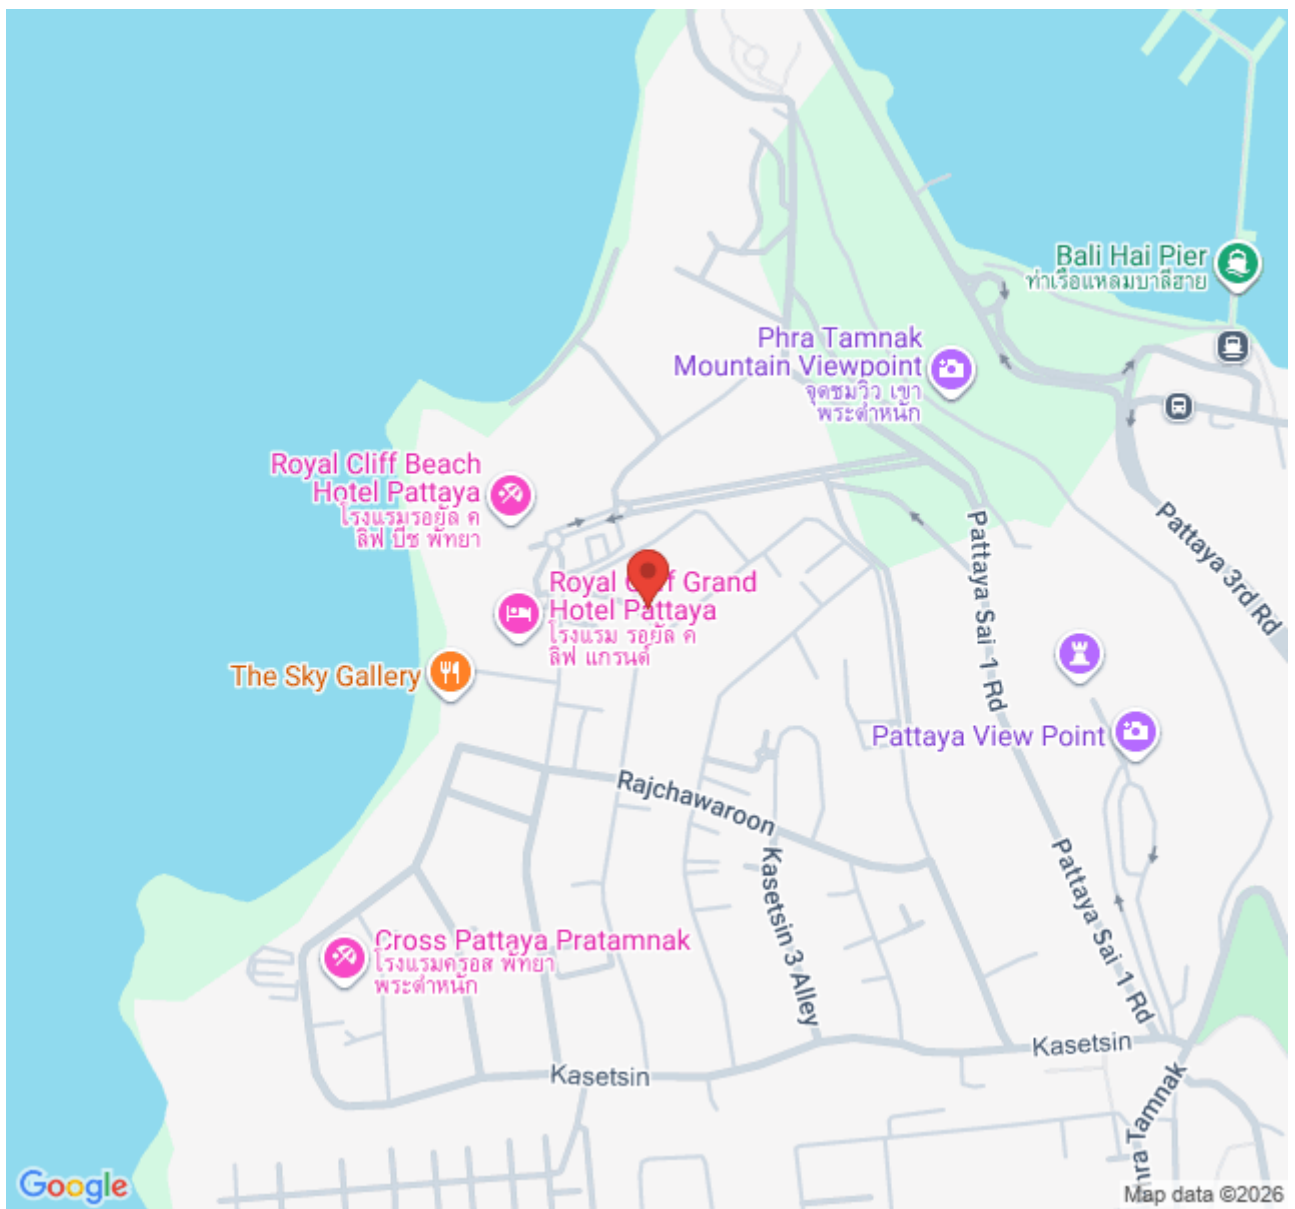 Bali Hai Pier
ท่าเรือแหลมบาลีฮาย
Phra Tamnak
Mountain Viewpoint
จุดชมวิว เขา
พระตำหนัก
Royal Cliff Beach
Hotel Pattaya
โรงแรมรอยัล ค
ลิฟ บีช พัทยา
Pattaya 3rd Rd
Pattaya Sai 1 Rd
Royal Cliff Grand
Hotel Pattaya
โรงแรม รอยัล ค
ลิฟ แกรนด์
The Sky Gallery
Pattaya View Point
Rajchawaroon
Kasetsin 3 Alley
Pattaya Sai 1 Rd
Cross Pattaya Pratamnak
โรงแรมครอส พัทยา
พระตำหนัก
Kasetsin
Kasetsin
Tamnak
Google
Map data ©2026